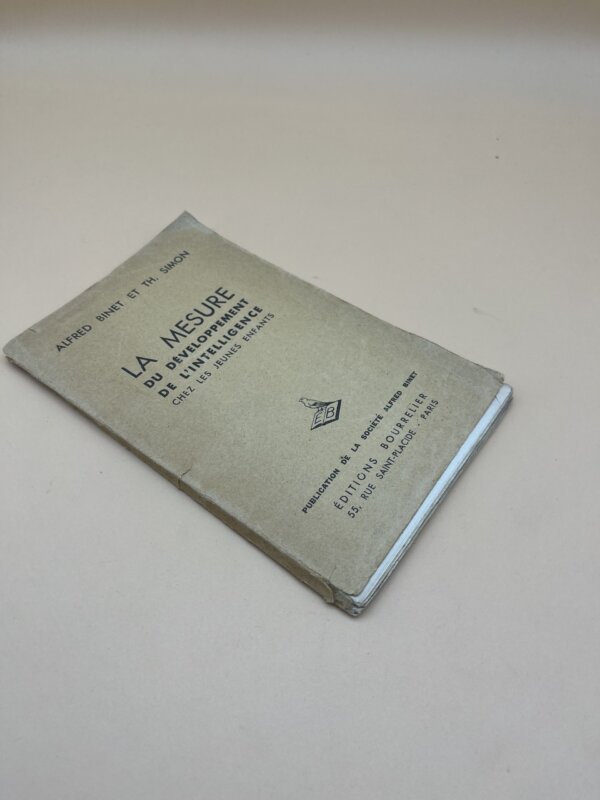 ALFRED BINET ET TH. SIMON
LA MESURE
DU DÉVELOPPEMENT
DE L'INTELLIGENCE
CHEZ LES JEUNES ENFANTS
EB
PUBLICATION DE LA SOCIÉTÉ ALFRED BINET
ÉDITIONS BOURRELIER
55, RUE SAINT-PLACIDE - PARIS